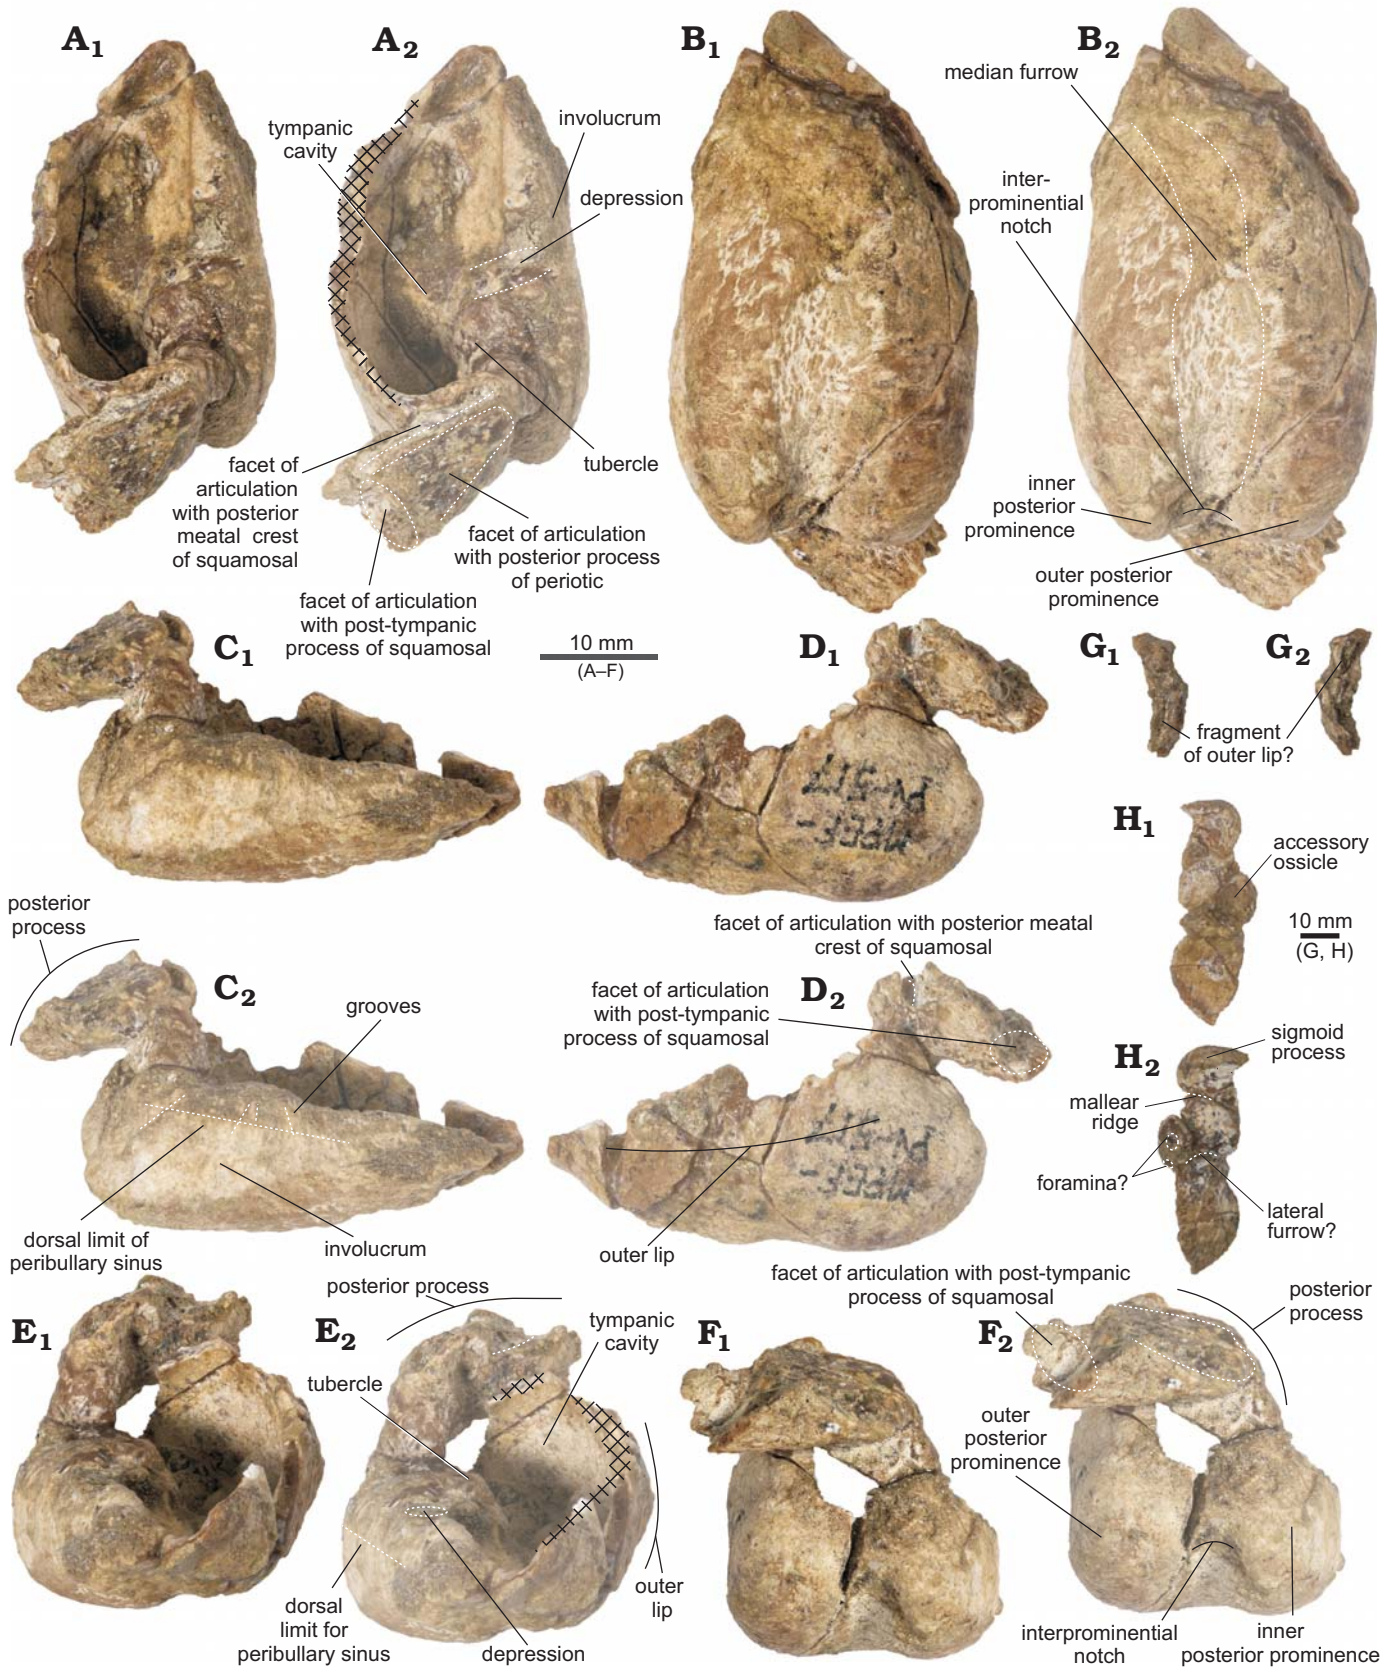 A1
A2
B1
B2
tympanic
cavity
involucrum
depression
median furrow
inter-
prominential
notch
facet of
articulation
with posterior
meatal crest
of squamosal
tubercle
facet of articulation
with posterior process
of periotic
facet of articulation
with post-tympanic
process of squamosal
inner
posterior
prominence
outer posterior
prominence
C1
10 mm
(A–F)
D1
MPEF-
PV-517
G1
G2
fragment
of outer lip?
H1
accessory
ossicle
10 mm
(G, H)
posterior
process
C2
grooves
dorsal limit of
peribullary sinus
involucrum
facet of articulation with posterior meatal
crest of squamosal
facet of articulation
with post-tympanic
process of squamosal
D2
MPEF-
PV-517
outer lip
H2
sigmoid
process
mallear
ridge
foramina?
lateral
furrow?
E1
E2
posterior process
tympanic
cavity
tubercle
outer
lip
dorsal
limit for
peribullary sinus
depression
F1
F2
facet of articulation with post-tympanic
process of squamosal
posterior
process
outer
posterior
prominence
interprominential
notch
inner
posterior prominence